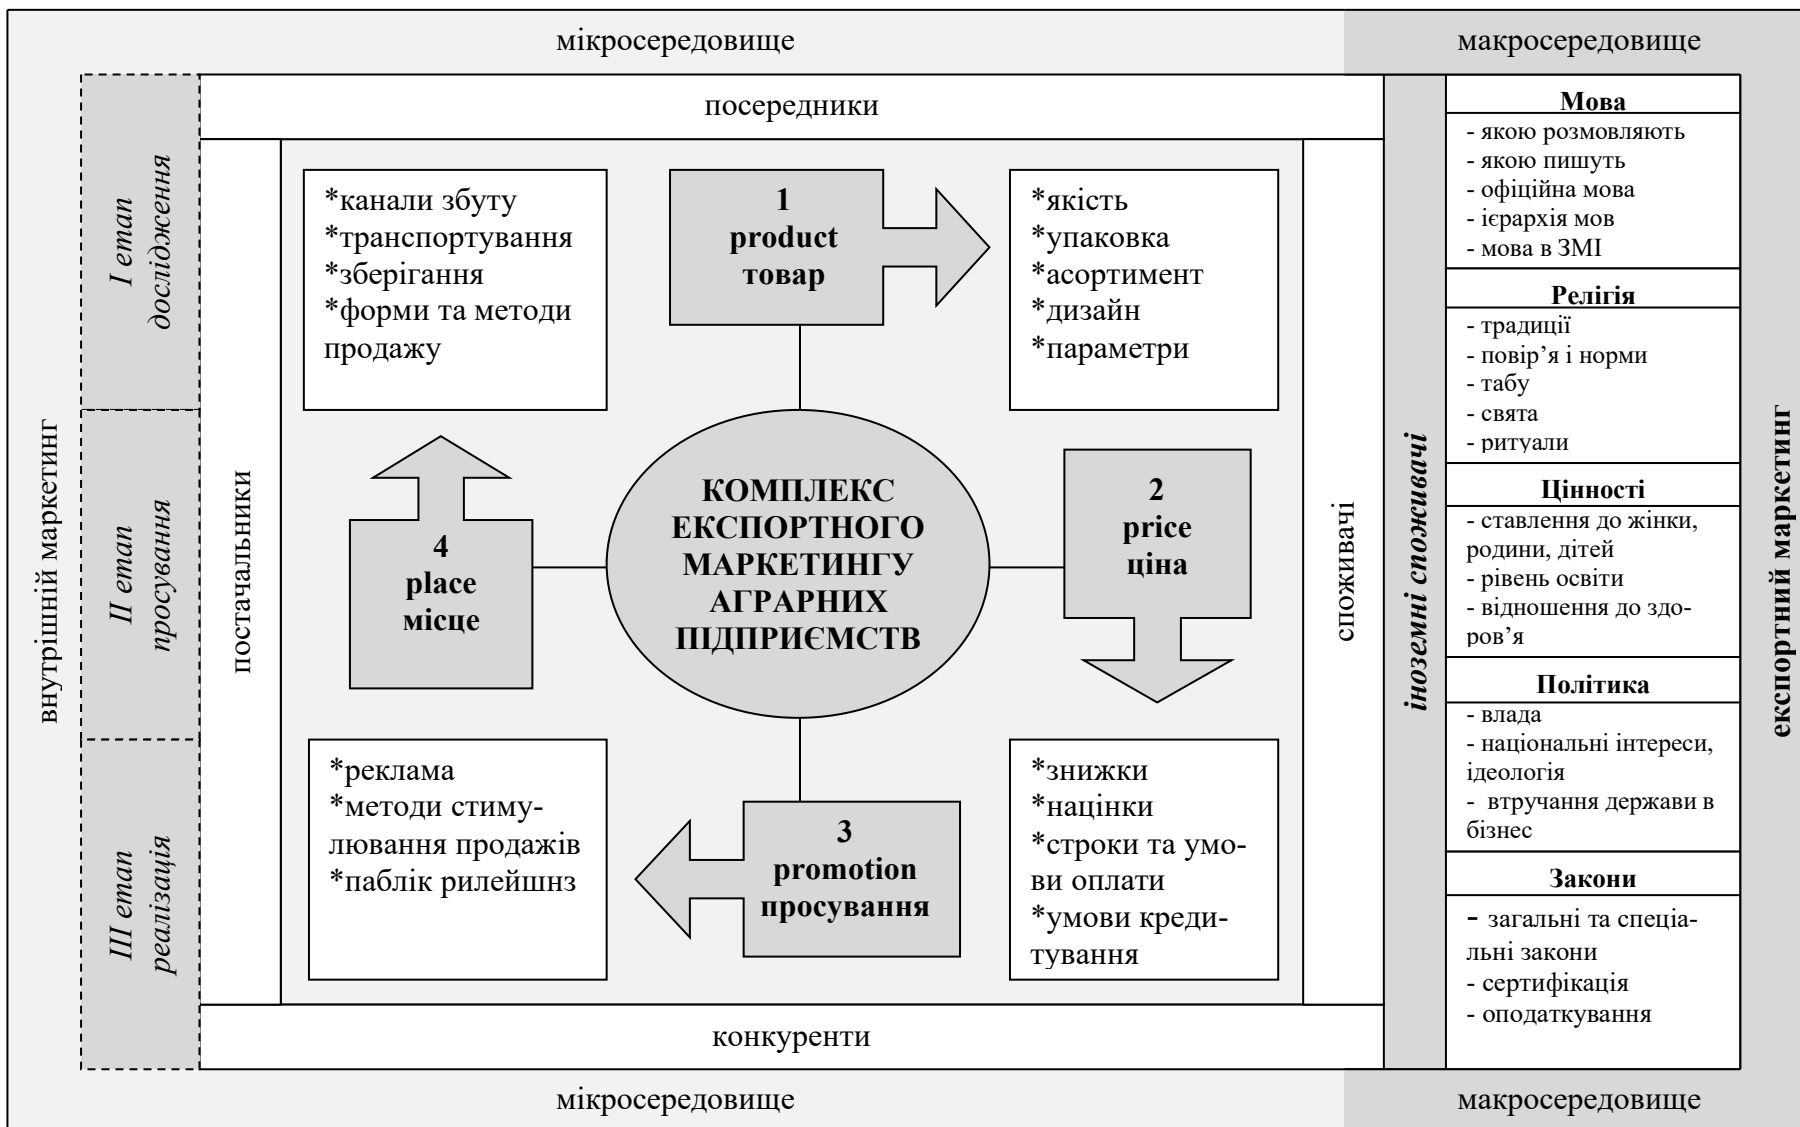 мікросередовище
макросередовище
внутрішній маркетинг
І етап
дослідження
ІІ етап
просування
ІІІ етап
реалізація
посередники
постачальники
*канали збуту
*транспортування
*зберігання
*форми та методи
продажу
1
product
товар
*якість
*упаковка
*асортимент
*дизайн
*параметри
4
place
місце
КОМПЛЕКС
ЕКСПОРТНОГО
МАРКЕТИНГУ
АГРАРНИХ
ПІДПРИЄМСТВ
2
price
ціна
*реклама
*методи стиму-
лювання продажів
*паблік рилейшнз
3
promotion
просування
*знижки
*націнки
*строки та умо-
ви оплати
*умови креди-
тування
споживачі
конкуренти
іноземні споживачі
Мова
- якою розмовляють
- якою пишуть
- офіційна мова
- ієрархія мов
- мова в ЗМІ
Релігія
- традиції
- повір’я і норми
- табу
- свята
- ритуали
Цінності
- ставлення до жінки,
родини, дітей
- рівень освіти
- відношення до здо-
ров’я
Політика
- влада
- національні інтереси,
ідеологія
- втручання держави в
бізнес
Закони
- загальні та спеціа-
льні закони
- сертифікація
- оподаткування
експортний маркетинг
мікросередовище
макросередовище